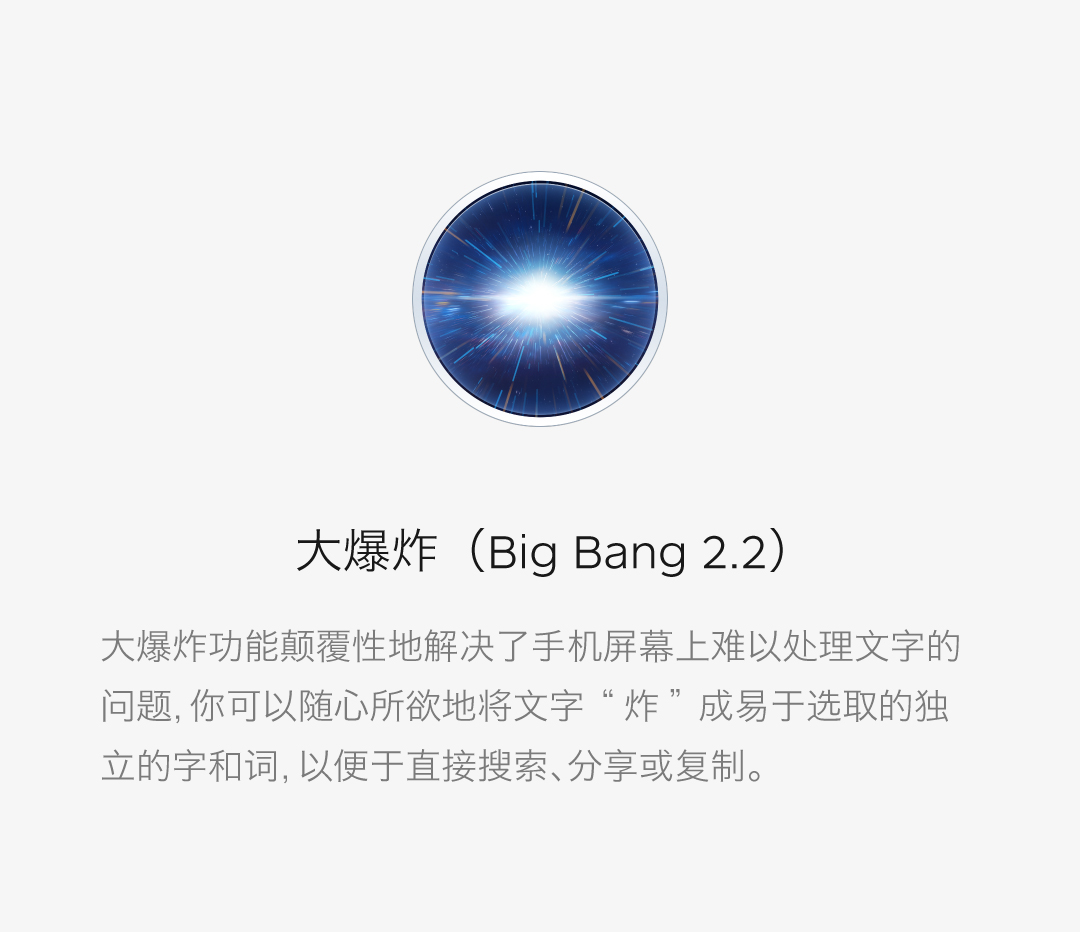 大爆炸（Big Bang 2.2）
大爆炸功能颠覆性地解决了手机屏幕上难以处理文字的
问题, 你可以随心所欲地将文字 “ 炸 ” 成易于选取的独
立的字和词, 以便于直接搜索、分享或复制。